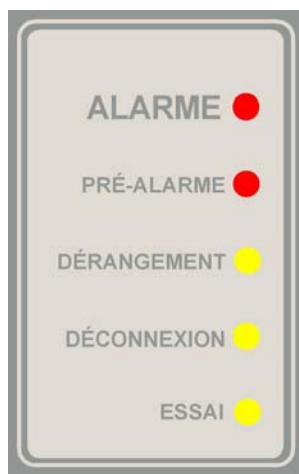 ALARME
PRÉ-ALARME
DÉRANGEMENT
DÉCONNEXION
ESSAI